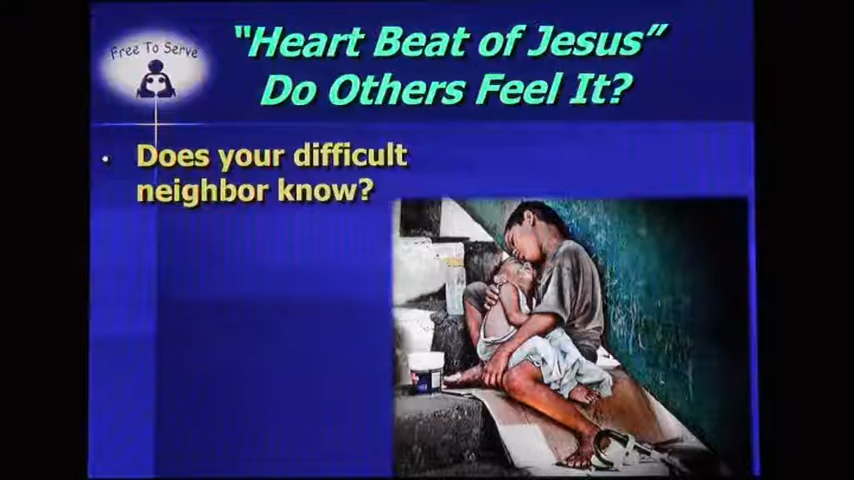 Free To Serve
“Heart Beat of Jesus”
Do Others Feel It?
• Does your difficult
neighbor know?